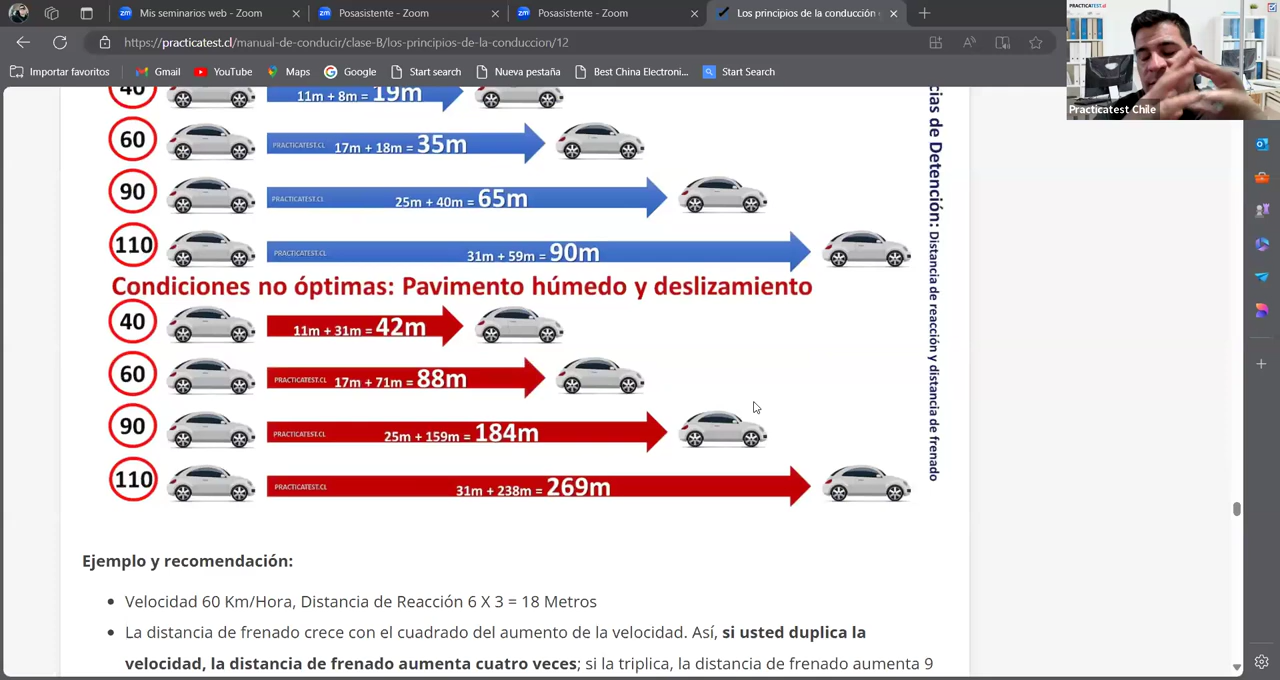 Mis seminarios web - Zoom
Posasistente - Zoom
Posasistente - Zoom
Los principios de la conducción
https://practicatest.cl/manual-de-conducir/clase-B/los-principios-de-la-conduccion/12
Importar favoritos
Gmail
YouTube
Maps
Google
Start search
Nueva pestaña
Best China Electroni...
Start Search
PRACTICATEST.cl
Practicatest Chile
40
11m + 8m = 19m
60
PRACTICATEST.CL
17m + 18m = 35m
90
PRACTICATEST.CL
25m + 40m = 65m
110
PRACTICATEST.CL
31m + 59m = 90m
Condiciones no óptimas: Pavimento húmedo y deslizamiento
40
11m + 31m = 42m
60
PRACTICATEST.CL
17m + 71m = 88m
90
PRACTICATEST.CL
25m + 159m = 184m
110
PRACTICATEST.CL
31m + 238m = 269m
cias de Detención: Distancia de reacción y distancia de frenado
Ejemplo y recomendación:
• Velocidad 60 Km/Hora, Distancia de Reacción 6 X 3 = 18 Metros
• La distancia de frenado crece con el cuadrado del aumento de la velocidad. Así, si usted duplica la
velocidad, la distancia de frenado aumenta cuatro veces; si la triplica, la distancia de frenado aumenta 9